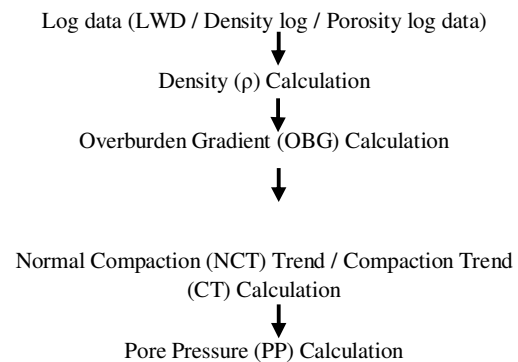 Log data (LWD / Density log / Porosity log data)
Density (ρ) Calculation
Overburden Gradient (OBG) Calculation
Normal Compaction (NCT) Trend / Compaction Trend
(CT) Calculation
Pore Pressure (PP) Calculation